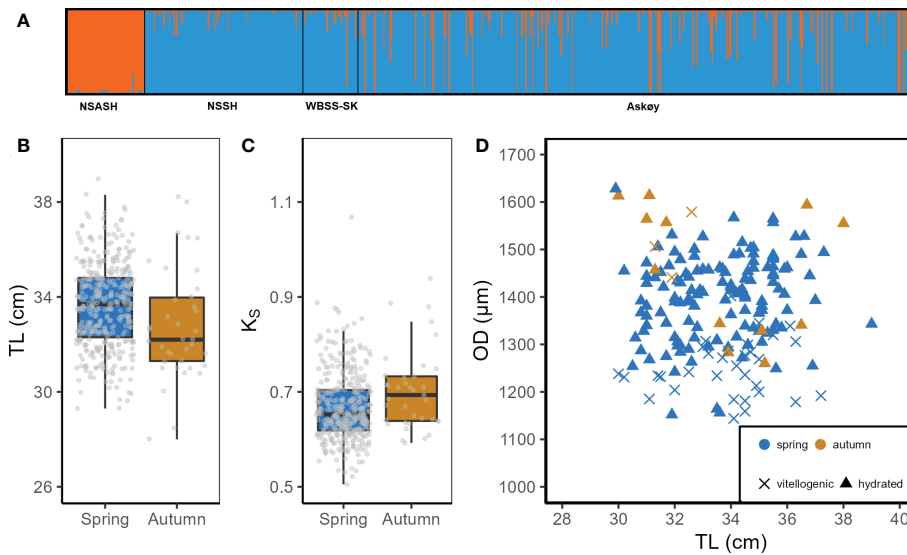 A
NSASH NSSH WBSS-SK Askøy
B
TL (cm)
38
34
30
26
Spring Autumn
C
K_S
1.1
0.9
0.7
0.5
Spring Autumn
D
OD (µm)
1700
1600
1500
1400
1300
1200
1100
1000
spring autumn
vitellogenic hydrated
28 30 32 34 36 38 40
TL (cm)